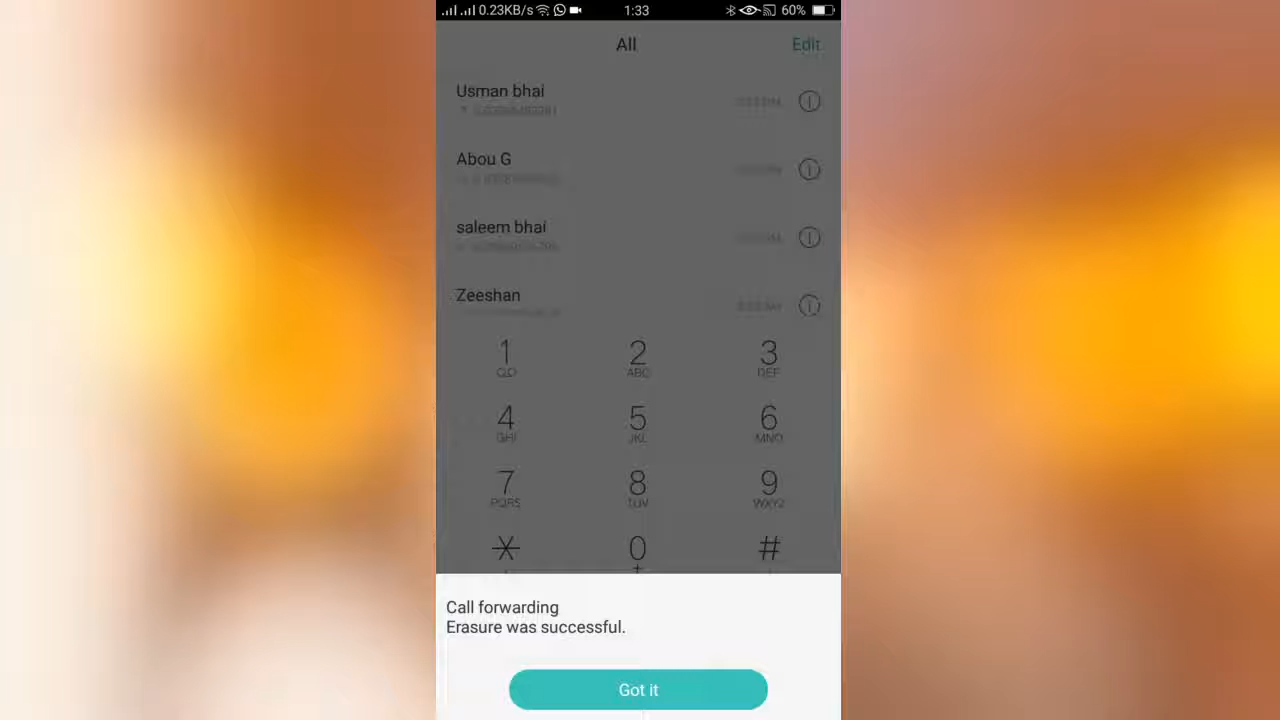 0.23KB/s 1:33 60%
All Edit
Usman bhai
Abou G
saleem bhai
Zeeshan
1 2 3
QO ABC DEF
4 5 6
GHI JKL MNO
7 8 9
PQRS TUV WXYZ
* 0 #
+
Call forwarding
Erasure was successful.
Got it